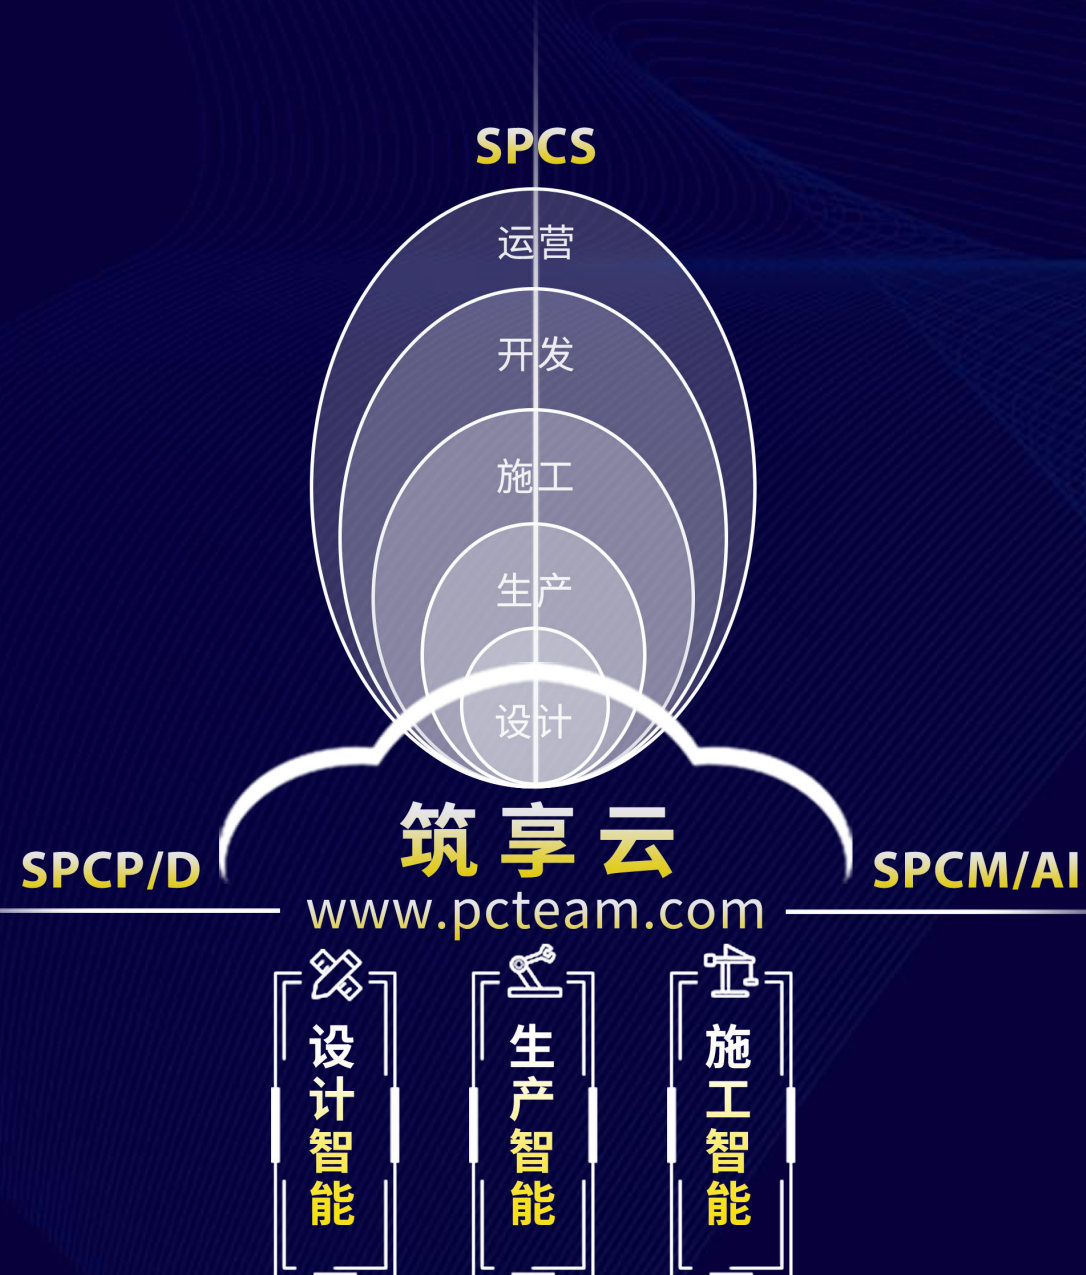 SPCS
运营
开发
施工
生产
设计
筑享云
SPCP/D
SPCM/AI
www.pcteam.com
设计智能
生产智能
施工智能